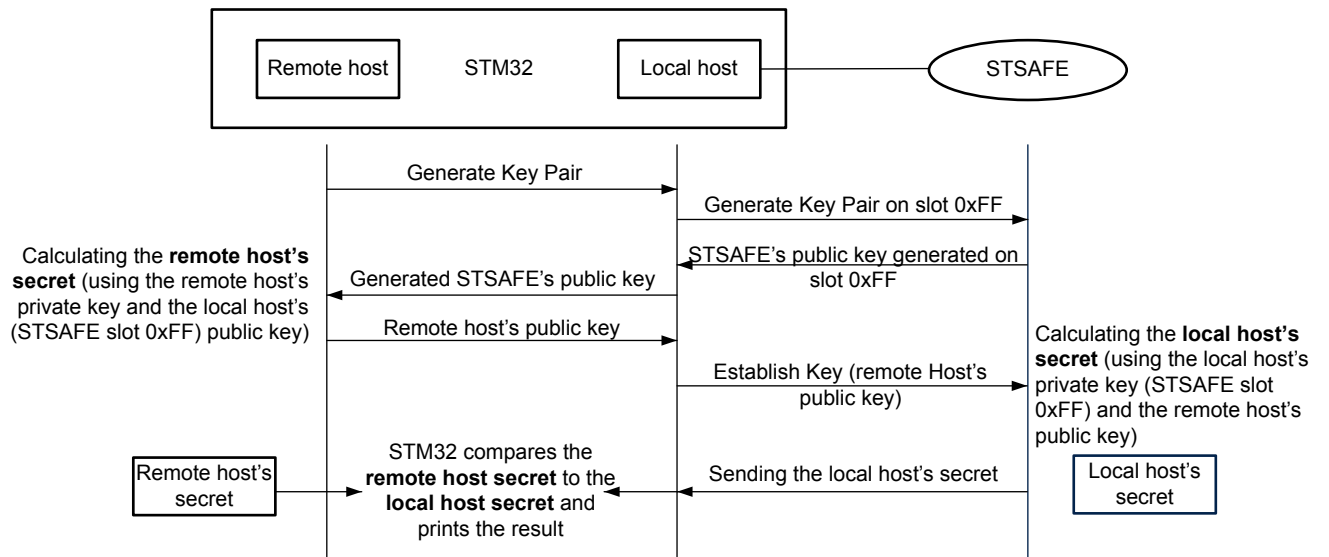 Remote host
STM32
Local host
STSAFE
Generate Key Pair
Generate Key Pair on slot 0xFF
STSAFE's public key generated on
slot 0xFF
Calculating the remote host's
secret (using the remote host's
private key and the local host's
(STSAFE slot 0xFF) public key)
Generated STSAFE's public key
Remote host's public key
Establish Key (remote Host's
public key)
Calculating the local host's
secret (using the local host's
private key (STSAFE slot
0xFF) and the remote host's
public key)
Remote host's
secret
STM32 compares the
remote host secret to the
local host secret and
prints the result
Sending the local host's secret
Local host's
secret